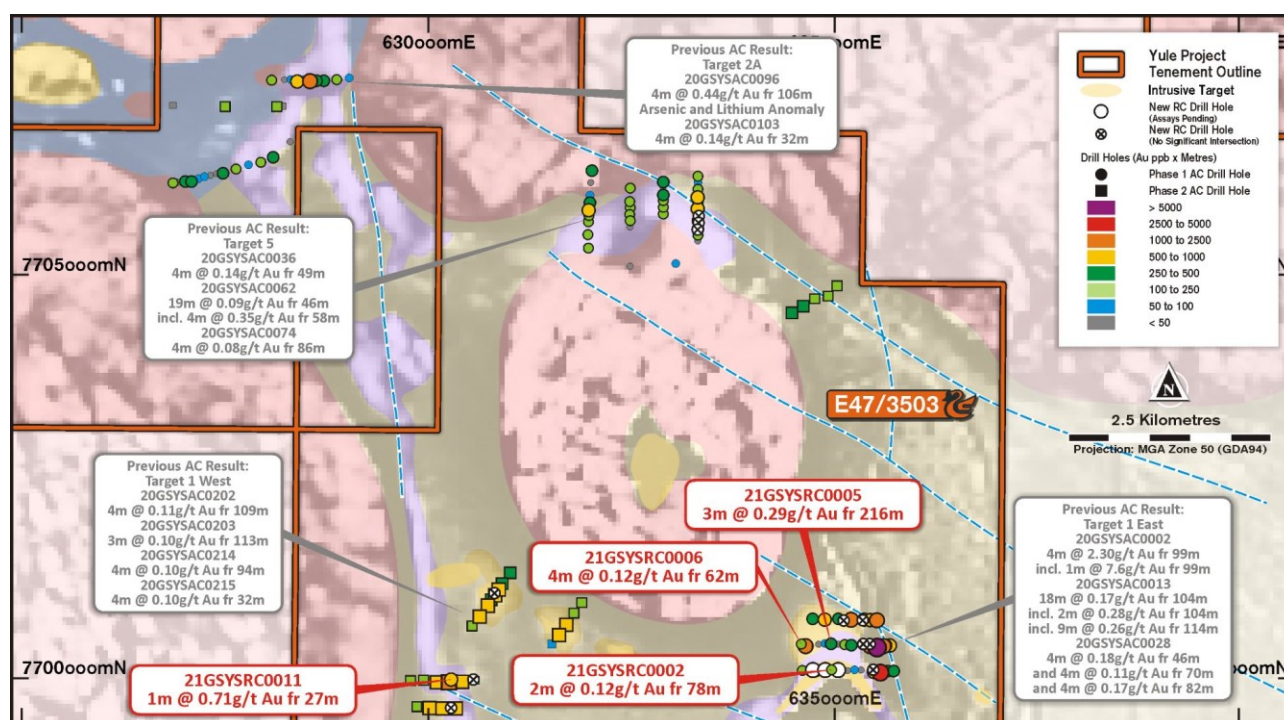 630000mE
Previous AC Result:
Target 2A
20GSYSAC0096
4m @ 0.44g/t Au fr 106m
Arsenic and Lithium Anomaly
20GSYSAC0103
4m @ 0.14g/t Au fr 32m
Yule Project
Tenement Outline
Intrusive Target
New RC Drill Hole
(Assays Pending)
New RC Drill Hole
(No Significant Intersection)
Drill Holes (Au ppb x Metres)
Phase 1 AC Drill Hole
Phase 2 AC Drill Hole
> 5000
2500 to 5000
1000 to 2500
500 to 1000
250 to 500
100 to 250
50 to 100
< 50
N
2.5 Kilometres
Projection: MGA Zone 50 (GDA94)
Previous AC Result:
Target 5
20GSYSAC0036
4m @ 0.14g/t Au fr 49m
20GSYSAC0062
19m @ 0.09g/t Au fr 46m
incl. 4m @ 0.35g/t Au fr 58m
20GSYSAC0074
4m @ 0.08g/t Au fr 86m
7705000mN
E47/3503
Previous AC Result:
Target 1 West
20GSYSAC0202
4m @ 0.11g/t Au fr 109m
20GSYSAC0203
3m @ 0.10g/t Au fr 113m
20GSYSAC0214
4m @ 0.10g/t Au fr 94m
20GSYSAC0215
4m @ 0.10g/t Au fr 32m
21GSYSRC0005
3m @ 0.29g/t Au fr 216m
21GSYSRC0006
4m @ 0.12g/t Au fr 62m
Previous AC Result:
Target 1 East
20GSYSAC0002
4m @ 2.30g/t Au fr 99m
incl. 1m @ 7.6g/t Au fr 99m
20GSYSAC0013
18m @ 0.17g/t Au fr 104m
incl. 2m @ 0.28g/t Au fr 104m
incl. 9m @ 0.26g/t Au fr 114m
20GSYSAC0028
4m @ 0.18g/t Au fr 46m
and 4m @ 0.11g/t Au fr 70m
and 4m @ 0.17g/t Au fr 82m
7700000mN
21GSYSRC0011
1m @ 0.71g/t Au fr 27m
21GSYSRC0002
2m @ 0.12g/t Au fr 78m
635000mE